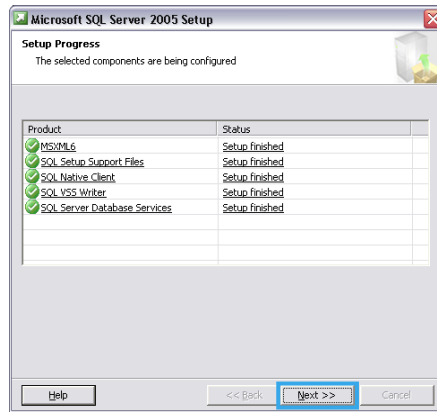 Microsoft SQL Server 2005 Setup
Setup Progress
The selected components are being configured
Product Status
MSXML6 Setup finished
SQL Setup Support Files Setup finished
SQL Native Client Setup finished
SQL VSS Writer Setup finished
SQL Server Database Services Setup finished
Help << Back Next >> Cancel